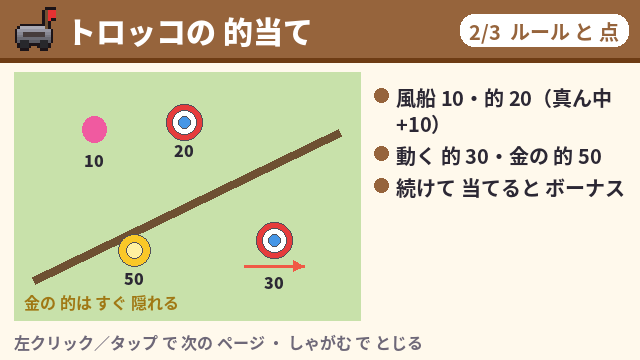 トロッコの 的当て
2/3 ルール と 点
10
20
50
30
金の 的は すぐ 隠れる
風船 10・的 20（真ん中
+10）
動く 的 30・金の 的 50
続けて 当てると ボーナス
左クリック／タップ で 次の ページ ・ しゃがむ で とじる